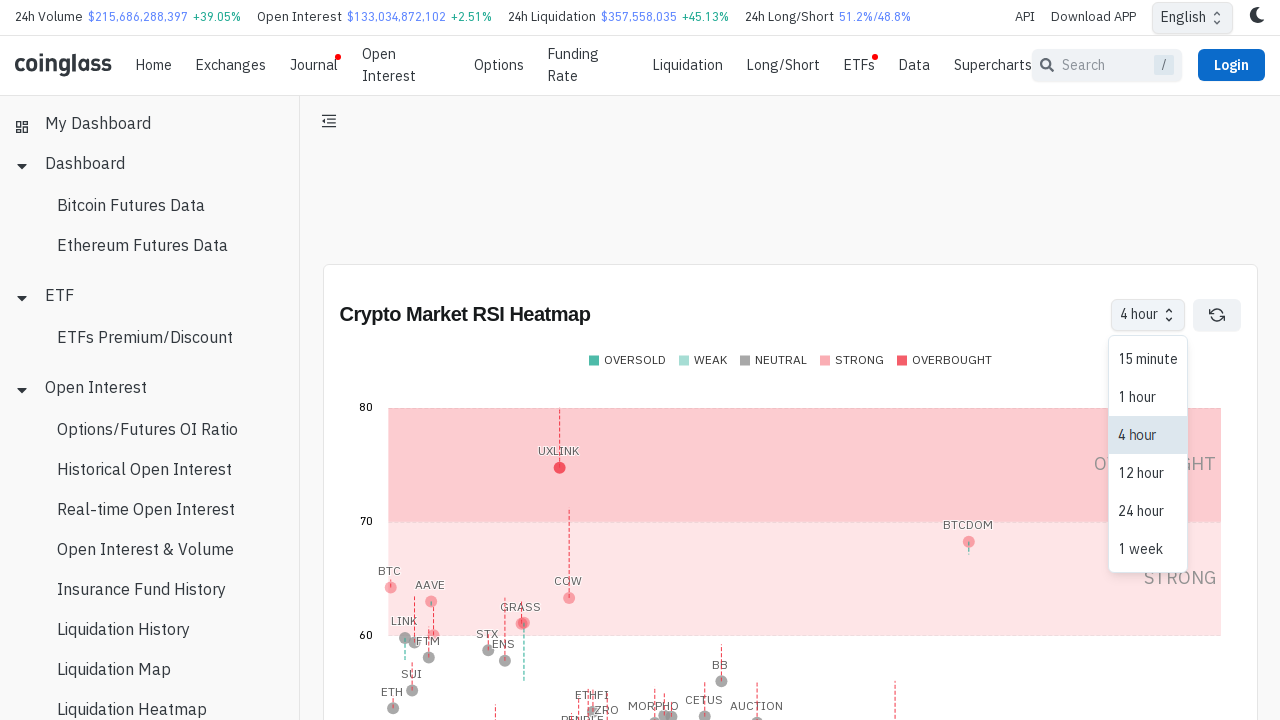 24h Volume $215,686,288,397 +39.05% Open Interest $133,034,872,102 +2.51% 24h Liquidation $357,558,035 +45.13% 24h Long/Short 51.2%/48.8% API Download APP English
coinglass Home Exchanges Journal Open Interest Options Funding Rate Liquidation Long/Short ETFs Data Supercharts Search / Login
My Dashboard
Dashboard
Bitcoin Futures Data
Ethereum Futures Data
ETF
ETFs Premium/Discount
Open Interest
Options/Futures OI Ratio
Historical Open Interest
Real-time Open Interest
Open Interest & Volume
Insurance Fund History
Liquidation History
Liquidation Map
Liquidation Heatmap
Crypto Market RSI Heatmap 4 hour
15 minute
1 hour
4 hour
12 hour
24 hour
1 week
OVERSOLD WEAK NEUTRAL STRONG OVERBOUGHT
80
UXLINK
70
BTCDOM
BTC
COW
STRONG
AAVE
GRASS
LINK
60
STX
FTM
ENS
BB
SUI
ETH
ETHFI
CETUS
AUCTION
ZRO